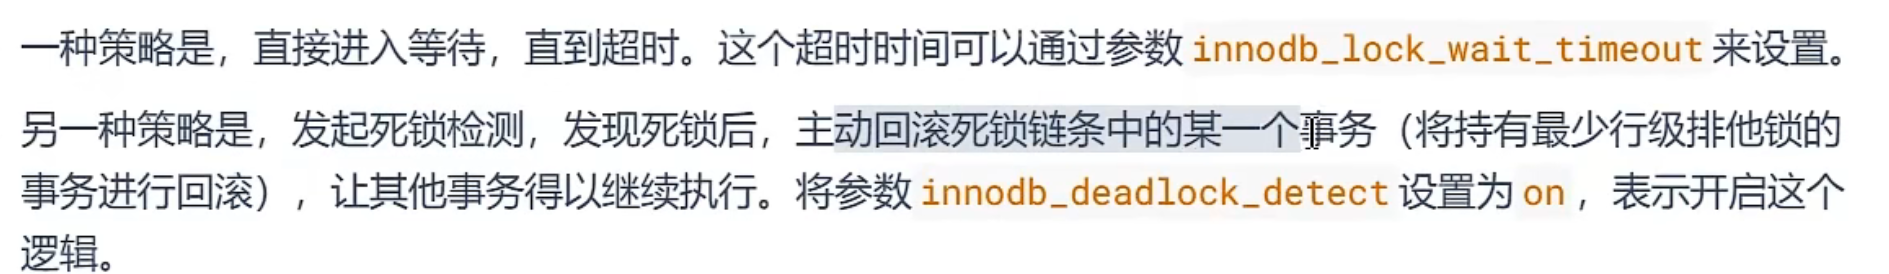 一种策略是，直接进入等待，直到超时。这个超时时间可以通过参数 innodb_lock_wait_timeout 来设置。
另一种策略是，发起死锁检测，发现死锁后，主动回滚死锁链条中的某一个事务（将持有最少行级排他锁的
事务进行回滚），让其他事务得以继续执行。将参数 innodb_deadlock_detect 设置为 on ，表示开启这个
逻辑。